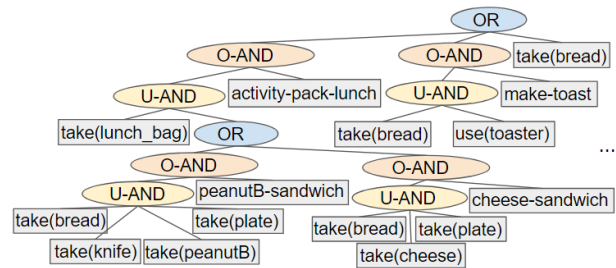 OR
O-AND O-AND take(bread)
U-AND activity-pack-lunch U-AND make-toast
take(lunch_bag) OR take(bread) use(toaster)
...
O-AND O-AND
U-AND peanutB-sandwich U-AND cheese-sandwich
take(bread) take(plate) take(bread) take(plate)
take(knife) take(peanutB) take(cheese)